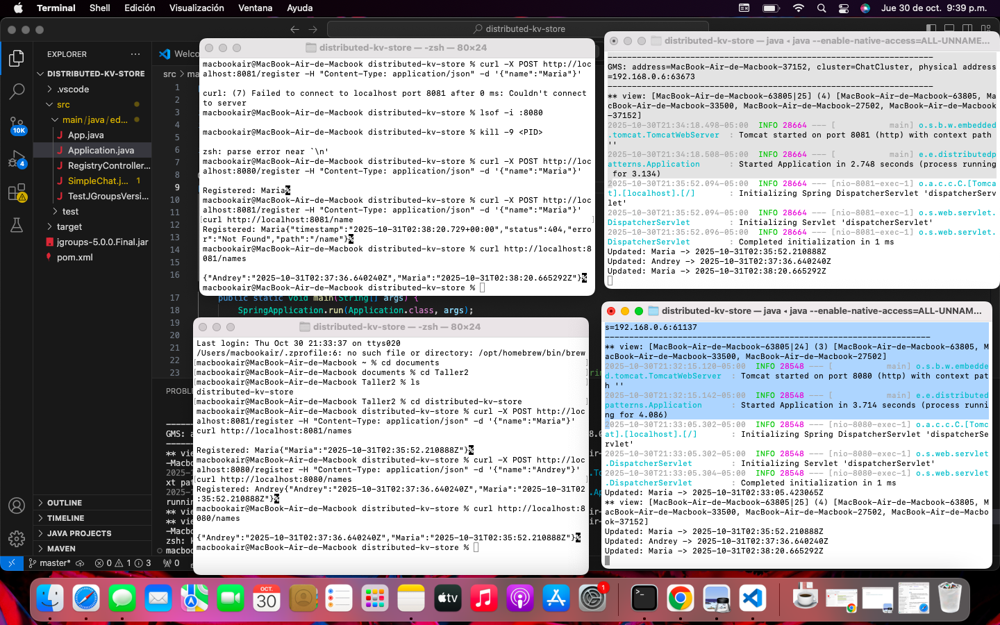 Terminal Shell Edición Visualización Ventana Ayuda
Jue 30 de oct. 9:39 p.m.
distributed-kv-store
EXPLORER
Welco
DISTRIBUTED-KV-STORE
src > ma
.vscode
src
main/java/ed...
App.java
Application.java
RegistryController...
SimpleChat.j... 1
TestJGroupsVersi...
test
target
jgroups-5.0.0.Final.jar
pom.xml
10K
4
OUTLINE
TIMELINE
JAVA PROJECTS
MAVEN
master*
0 1 3
0
1
2
3
4
5
6
7
8
9
10
11
12
13
14
15
16
17
18
19
20
21
22
23
public static void main(String[] args) {
SpringApplication.run(Application.class, args);
distributed-kv-store — -zsh — 80×24
macbookair@MacBook-Air-de-Macbook distributed-kv-store % curl -X POST http://loc
alhost:8081/register -H "Content-Type: application/json" -d '{"name":"Maria"}'
curl: (7) Failed to connect to localhost port 8081 after 0 ms: Couldn't connect
to server
macbookair@MacBook-Air-de-Macbook distributed-kv-store % lsof -i :8080
macbookair@MacBook-Air-de-Macbook distributed-kv-store % kill -9 <PID>
zsh: parse error near `\n'
macbookair@MacBook-Air-de-Macbook distributed-kv-store % curl -X POST http://loc
alhost:8080/register -H "Content-Type: application/json" -d '{"name":"Maria"}'
Registered: Maria%
macbookair@MacBook-Air-de-Macbook distributed-kv-store % curl -X POST http://loc
alhost:8081/register -H "Content-Type: application/json" -d '{"name":"Maria"}'
[curl http://localhost:8081/name ]
Registered: Maria{"timestamp":"2025-10-31T02:38:20.729+00:00","status":404,"erro
r":"Not Found","path":"/name"}%
macbookair@MacBook-Air-de-Macbook distributed-kv-store % curl http://localhost:8
081/names
{"Andrey":"2025-10-31T02:37:36.640240Z","Maria":"2025-10-31T02:38:20.665292Z"}%
macbookair@MacBook-Air-de-Macbook distributed-kv-store %
distributed-kv-store — -zsh — 80×24
Last login: Thu Oct 30 21:33:37 on ttys020
/Users/macbookair/.zprofile:6: no such file or directory: /opt/homebrew/bin/brew
[macbookair@MacBook-Air-de-Macbook ~ % cd documents ]
[macbookair@MacBook-Air-de-Macbook documents % cd Taller2 ]
[macbookair@MacBook-Air-de-Macbook Taller2 % ls ]
distributed-kv-store
[macbookair@MacBook-Air-de-Macbook Taller2 % cd distributed-kv-store ]
macbookair@MacBook-Air-de-Macbook distributed-kv-store % curl -X POST http://loc
alhost:8081/register -H "Content-Type: application/json" -d '{"name":"Maria"}'
curl http://localhost:8081/names
Registered: Maria{"Maria":"2025-10-31T02:35:52.210888Z"}%
macbookair@MacBook-Air-de-Macbook distributed-kv-store % curl -X POST http://loc
alhost:8080/register -H "Content-Type: application/json" -d '{"name":"Andrey"}'
[curl http://localhost:8080/names ]
Registered: Andrey{"Andrey":"2025-10-31T02:37:36.640240Z","Maria":"2025-10-31T02
:35:52.210888Z"}%
macbookair@MacBook-Air-de-Macbook distributed-kv-store % curl http://localhost:8
080/names
{"Andrey":"2025-10-31T02:37:36.640240Z","Maria":"2025-10-31T02:35:52.210888Z"}%
macbookair@MacBook-Air-de-Macbook distributed-kv-store %
PROBLE
GMS: a
** view
-Macbo
2025-1
xt pat
2025-
running
** vie
** vie
-Macbo
zsh: k
macboo
distributed-kv-store — java ◂ java --enable-native-access=ALL-UNNAME...
GMS: address=MacBook-Air-de-Macbook-37152, cluster=ChatCluster, physical address
=192.168.0.6:63673
** view: [MacBook-Air-de-Macbook-63805|25] (4) [MacBook-Air-de-Macbook-63805, Ma
cBook-Air-de-Macbook-33500, MacBook-Air-de-Macbook-27502, MacBook-Air-de-Macbook
-37152]
2025-10-30T21:34:18.498-05:00 INFO 28664 --- [ main] o.s.b.w.embedded
.tomcat.TomcatWebServer : Tomcat started on port 8081 (http) with context path
''
2025-10-30T21:34:18.508-05:00 INFO 28664 --- [ main] e.e.distributedp
atterns.Application : Started Application in 2.748 seconds (process running
for 3.134)
2025-10-30T21:35:52.094-05:00 INFO 28664 --- [nio-8081-exec-1] o.a.c.c.C.[Tomca
t].[localhost].[/] : Initializing Spring DispatcherServlet 'dispatcherServ
let'
2025-10-30T21:35:52.094-05:00 INFO 28664 --- [nio-8081-exec-1] o.s.web.servlet.
DispatcherServlet : Initializing Servlet 'dispatcherServlet'
2025-10-30T21:35:52.096-05:00 INFO 28664 --- [nio-8081-exec-1] o.s.web.servlet.
DispatcherServlet : Completed initialization in 1 ms
Updated: Maria -> 2025-10-31T02:35:52.210888Z
Updated: Andrey -> 2025-10-31T02:37:36.640240Z
Updated: Maria -> 2025-10-31T02:38:20.665292Z
distributed-kv-store — java ◂ java --enable-native-access=ALL-UNNAM...
s=192.168.0.6:61137
** view: [MacBook-Air-de-Macbook-63805|24] (3) [MacBook-Air-de-Macbook-63805, M
acBook-Air-de-Macbook-33500, MacBook-Air-de-Macbook-27502]
2025-10-30T21:32:15.120-05:00 INFO 28548 --- [ main] o.s.b.w.embedde
d.tomcat.TomcatWebServer : Tomcat started on port 8080 (http) with context pat
h ''
2025-10-30T21:32:15.142-05:00 INFO 28548 --- [ main] e.e.distributed
patterns.Application : Started Application in 3.714 seconds (process runni
ng for 4.086)
2025-10-30T21:33:05.302-05:00 INFO 28548 --- [nio-8080-exec-1] o.a.c.c.C.[Tomc
at].[localhost].[/] : Initializing Spring DispatcherServlet 'dispatcherSe
rvlet'
2025-10-30T21:33:05.302-05:00 INFO 28548 --- [nio-8080-exec-1] o.s.web.servlet
.DispatcherServlet : Initializing Servlet 'dispatcherServlet'
2025-10-30T21:33:05.304-05:00 INFO 28548 --- [nio-8080-exec-1] o.s.web.servlet
.DispatcherServlet : Completed initialization in 1 ms
Updated: Maria -> 2025-10-31T02:33:05.423065Z
** view: [MacBook-Air-de-Macbook-63805|25] (4) [MacBook-Air-de-Macbook-63805, M
acBook-Air-de-Macbook-33500, MacBook-Air-de-Macbook-27502, MacBook-Air-de-Macbo
ok-37152]
Updated: Maria -> 2025-10-31T02:35:52.210888Z
Updated: Andrey -> 2025-10-31T02:37:36.640240Z
Updated: Maria -> 2025-10-31T02:38:20.665292Z
OCT.
30
tv
1